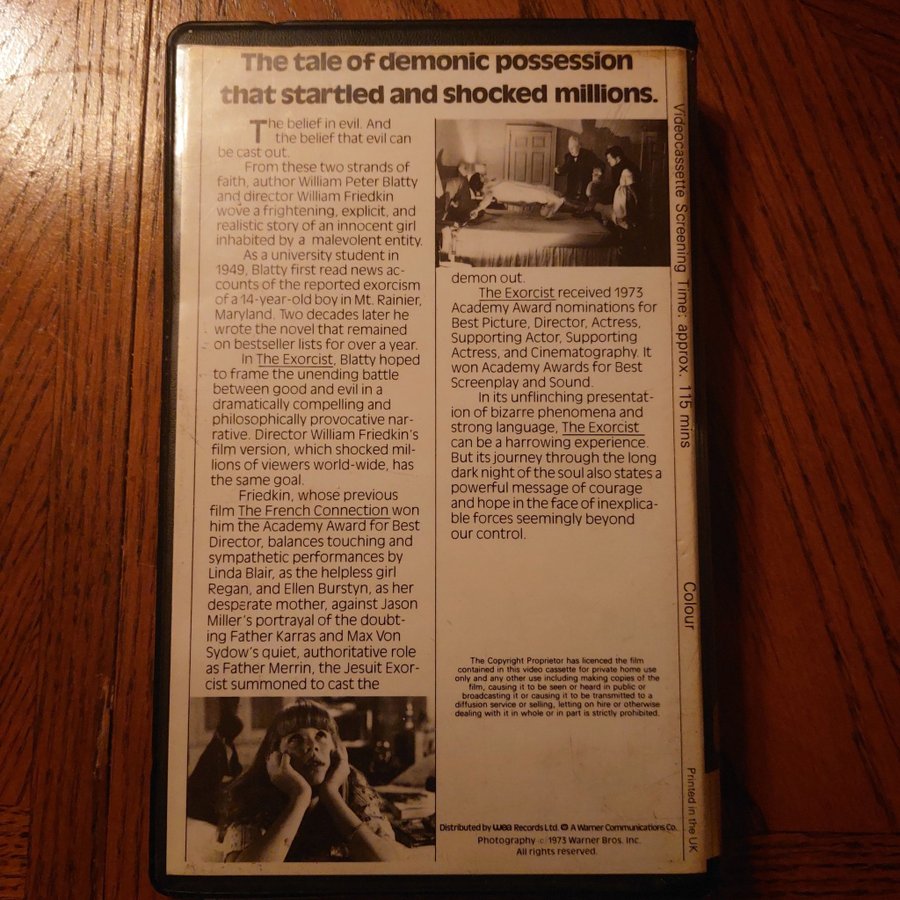 The tale of demonic possession
that startled and shocked millions.
The belief in evil. And
the belief that evil can
be cast out.
From these two strands of
faith, author William Peter Blatty
and director William Friedkin
wove a frightening, explicit, and
realistic story of an innocent girl
inhabited by a malevolent entity.
As a university student in
1949, Blatty first read news ac-
counts of the reported exorcism
of a 14-year-old boy in Mt. Rainier,
Maryland. Two decades later he
wrote the novel that remained
on bestseller lists for over a year.
In The Exorcist, Blatty hoped
to frame the unending battle
between good and evil in a
dramatically compelling and
philosophically provocative nar-
rative. Director William Friedkin's
film version, which shocked mil-
lions of viewers world-wide, has
the same goal.
Friedkin, whose previous
film The French Connection won
him the Academy Award for Best
Director, balances touching and
sympathetic performances by
Linda Blair, as the helpless girl
Regan, and Ellen Burstyn, as her
desperate mother, against Jason
Miller's portrayal of the doubt-
ing Father Karras and Max Von
Sydow's quiet, authoritative role
as Father Merrin, the Jesuit Exor-
cist summoned to cast the
demon out.
The Exorcist received 1973
Academy Award nominations for
Best Picture, Director, Actress,
Supporting Actor, Supporting
Actress, and Cinematography. It
won Academy Awards for Best
Screenplay and Sound.
In its unflinching presentat-
ion of bizarre phenomena and
strong language, The Exorcist
can be a harrowing experience.
But its journey through the long
dark night of the soul also states a
powerful message of courage
and hope in the face of inexplica-
ble forces seemingly beyond
our control.
The Copyright Proprietor has licenced the film
contained in this video cassette for private home use
only and any other use including making copies of the
film, causing it to be seen or heard in public or
broadcasting it or causing it to be transmitted to a
diffusion service or selling, letting on hire or otherwise
dealing with it in whole or in part is strictly prohibited.
Distributed by wea Records Ltd. A Warner Communications Co.
Photography © 1973 Warner Bros. Inc.
All rights reserved.
Videocassette Screening Time: approx. 115 mins
Colour
Printed in the UK